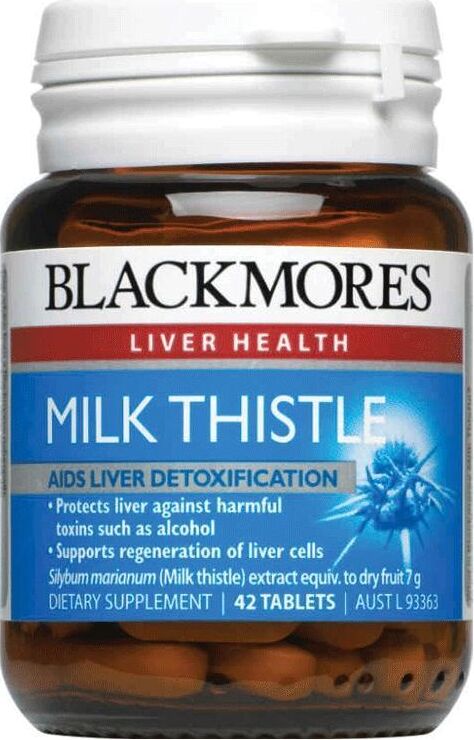 BLACKMORES
LIVER HEALTH
MILK THISTLE
AIDS LIVER DETOXIFICATION
• Protects liver against harmful
toxins such as alcohol
• Supports regeneration of liver cells
Silybum marianum (Milk thistle) extract equiv. to dry fruit 7 g
DIETARY SUPPLEMENT | 42 TABLETS | AUST L 93363